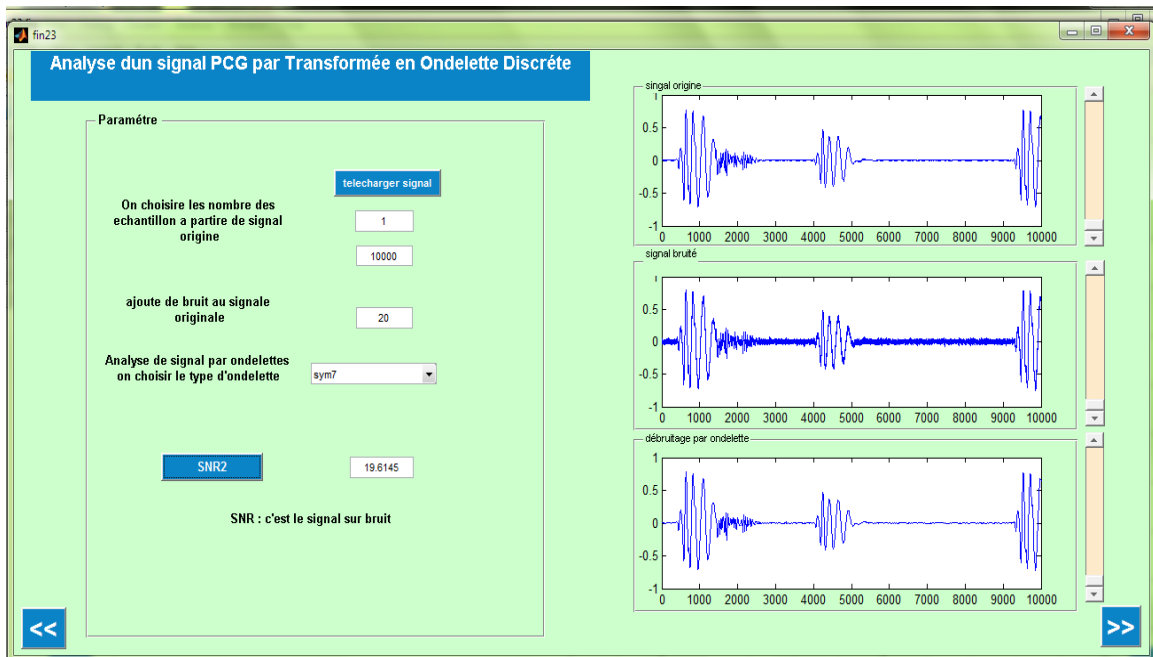 fin23
Analyse dun signal PCG par Transformée en Ondelette Discréte
Paramétre
telecharger signal
On choisire les nombre des
echantillon a partire de signal
origine
1
10000
ajoute de bruit au signale
originale
20
Analyse de signal par ondelettes
on choisir le type d'ondelette
sym7
SNR2
19.6145
SNR : c'est le signal sur bruit
<<
singal origine
1
0.5
0
-0.5
-1
0 1000 2000 3000 4000 5000 6000 7000 8000 9000 10000
signal bruité
1
0.5
0
-0.5
-1
0 1000 2000 3000 4000 5000 6000 7000 8000 9000 10000
débruitage par ondelette
1
0.5
0
-0.5
-1
0 1000 2000 3000 4000 5000 6000 7000 8000 9000 10000
>>